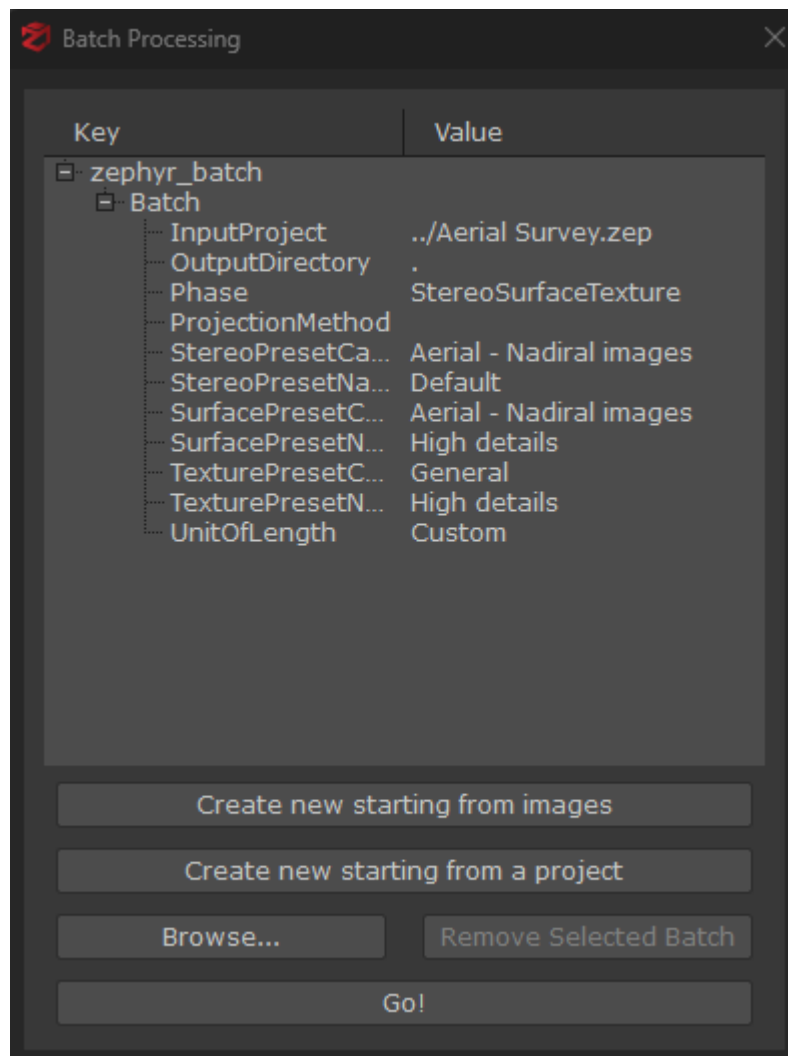 Batch Processing
Key Value
zephyr_batch
Batch
InputProject ../Aerial Survey.zep
OutputDirectory .
Phase StereoSurfaceTexture
ProjectionMethod
StereoPresetCa... Aerial - Nadiral images
StereoPresetNa... Default
SurfacePresetC... Aerial - Nadiral images
SurfacePresetN... High details
TexturePresetC... General
TexturePresetN... High details
UnitOfLength Custom
Create new starting from images
Create new starting from a project
Browse... Remove Selected Batch
Go!